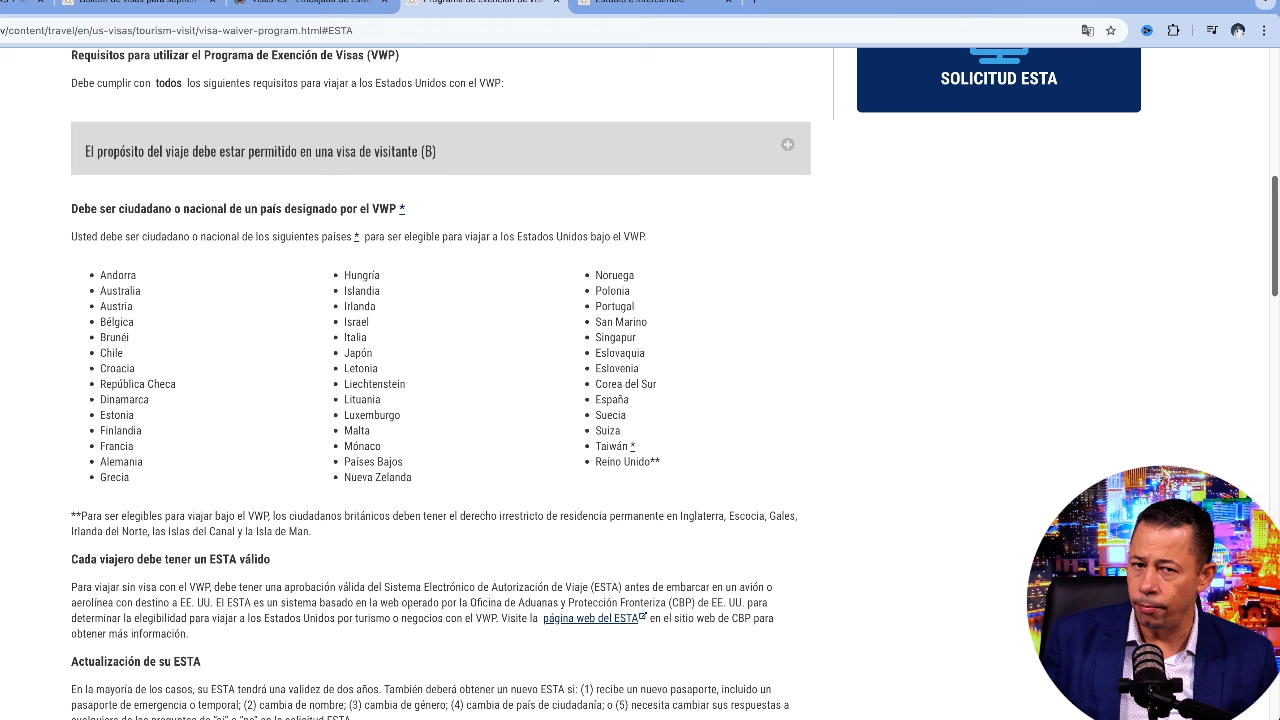 v/content/travel/en/us-visas/tourism-visit/visa-waiver-program.html#ESTA
Requisitos para utilizar el Programa de Exención de Visas (VWP)
Debe cumplir con todos los siguientes requisitos para viajar a los Estados Unidos con el VWP:
SOLICITUD ESTA
El propósito del viaje debe estar permitido en una visa de visitante (B)
Debe ser ciudadano o nacional de un país designado por el VWP *
Usted debe ser ciudadano o nacional de los siguientes países * para ser elegible para viajar a los Estados Unidos bajo el VWP.
Andorra
Australia
Austria
Bélgica
Brunéi
Chile
Croacia
República Checa
Dinamarca
Estonia
Finlandia
Francia
Alemania
Grecia
Hungría
Islandia
Irlanda
Israel
Italia
Japón
Letonia
Liechtenstein
Lituania
Luxemburgo
Malta
Mónaco
Países Bajos
Nueva Zelanda
Noruega
Polonia
Portugal
San Marino
Singapur
Eslovaquia
Eslovenia
Corea del Sur
España
Suecia
Suiza
Taiwán *
Reino Unido**
**Para ser elegibles para viajar bajo el VWP, los ciudadanos británicos deben tener el derecho irrestricto de residencia permanente en Inglaterra, Escocia, Gales,
Irlanda del Norte, las Islas del Canal y la Isla de Man.
Cada viajero debe tener un ESTA válido
Para viajar sin visa con el VWP, debe tener una aprobación válida del Sistema Electrónico de Autorización de Viaje (ESTA) antes de embarcar en un avión o
aerolínea con destino a EE. UU. El ESTA es un sistema basado en la web operado por la Oficina de Aduanas y Protección Fronteriza (CBP) de EE. UU. para
determinar la elegibilidad para viajar a los Estados Unidos por turismo o negocios con el VWP. Visite la página web del ESTA en el sitio web de CBP para
obtener más información.
Actualización de su ESTA
En la mayoría de los casos, su ESTA tendrá una validez de dos años. También deberá obtener un nuevo ESTA si: (1) recibe un nuevo pasaporte, incluido un
pasaporte de emergencia o temporal; (2) cambia de nombre; (3) cambia de género; (4) cambia de país de ciudadanía; o (5) necesita cambiar sus respuestas a